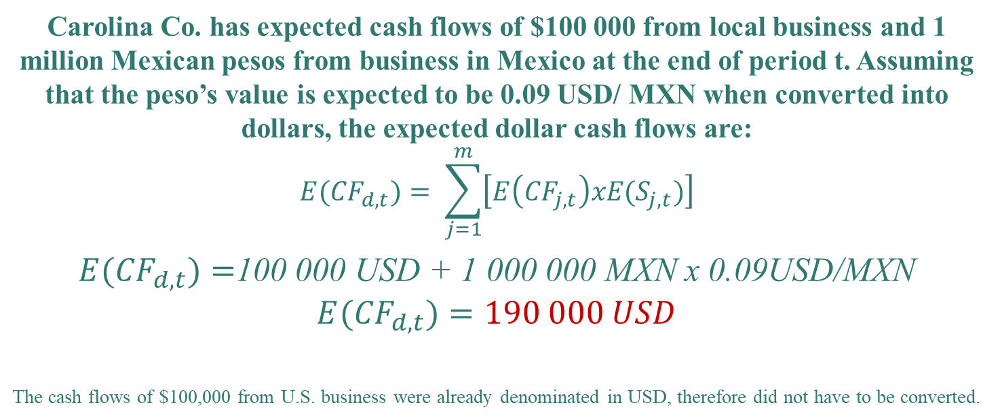 Carolina Co. has expected cash flows of $100 000 from local business and 1
million Mexican pesos from business in Mexico at the end of period t. Assuming
that the peso’s value is expected to be 0.09 USD/ MXN when converted into
dollars, the expected dollar cash flows are:
E(CF_{d,t}) = \sum_{j=1}^{m}[E(CF_{j,t})xE(S_{j,t})]
E(CF_{d,t}) =100 000 USD + 1 000 000 MXN x 0.09USD/MXN
E(CF_{d,t}) = 190 000 USD
The cash flows of $100,000 from U.S. business were already denominated in USD, therefore did not have to be converted.